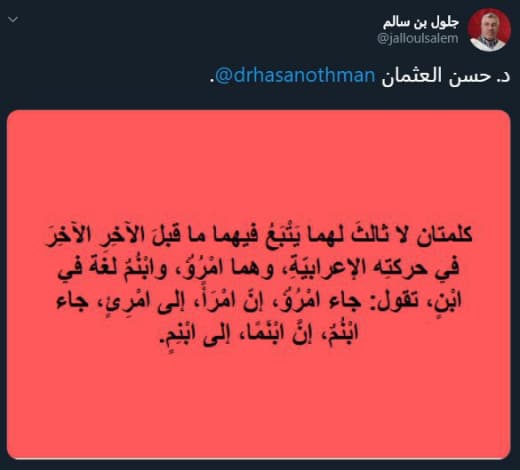 جلول بن سالم
@jalloulsalem
د. حسن العثمان @drhasanothman.
كلمتان لا ثالثَ لهما يَتْبَعُ فيهما ما قبلَ الآخِرِ الآخِرَ
في حركتِه الإعرابيّةِ، وهما امْرُؤٌ، وابْنُمٌ لغة في
ابْنٍ، تقول: جاء امْرُؤٌ، إنّ امْرَأً، إلى امْرِئٍ، جاء
ابْنُمٌ، إنَّ ابْنَمًا، إلى ابْنِمٍ.